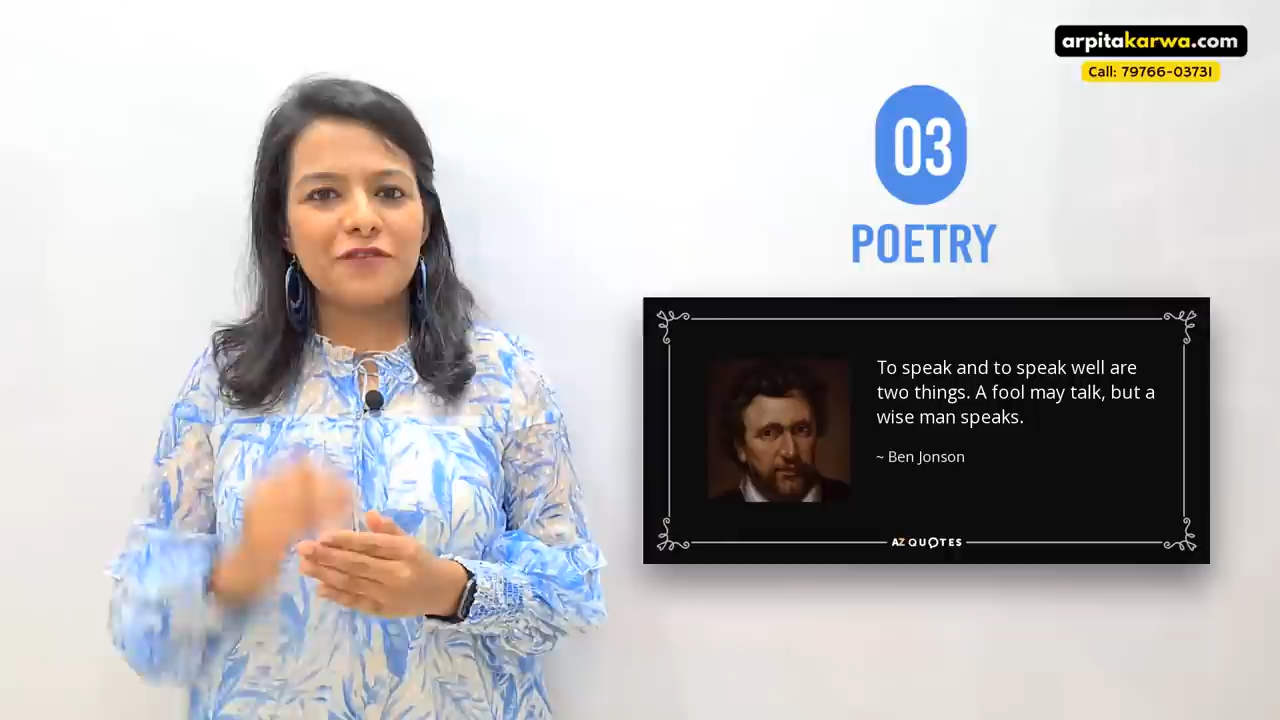 arpitakarwa.com
Call: 79766-03731
03
POETRY
To speak and to speak well are
two things. A fool may talk, but a
wise man speaks.
~ Ben Jonson
AZ QUOTES